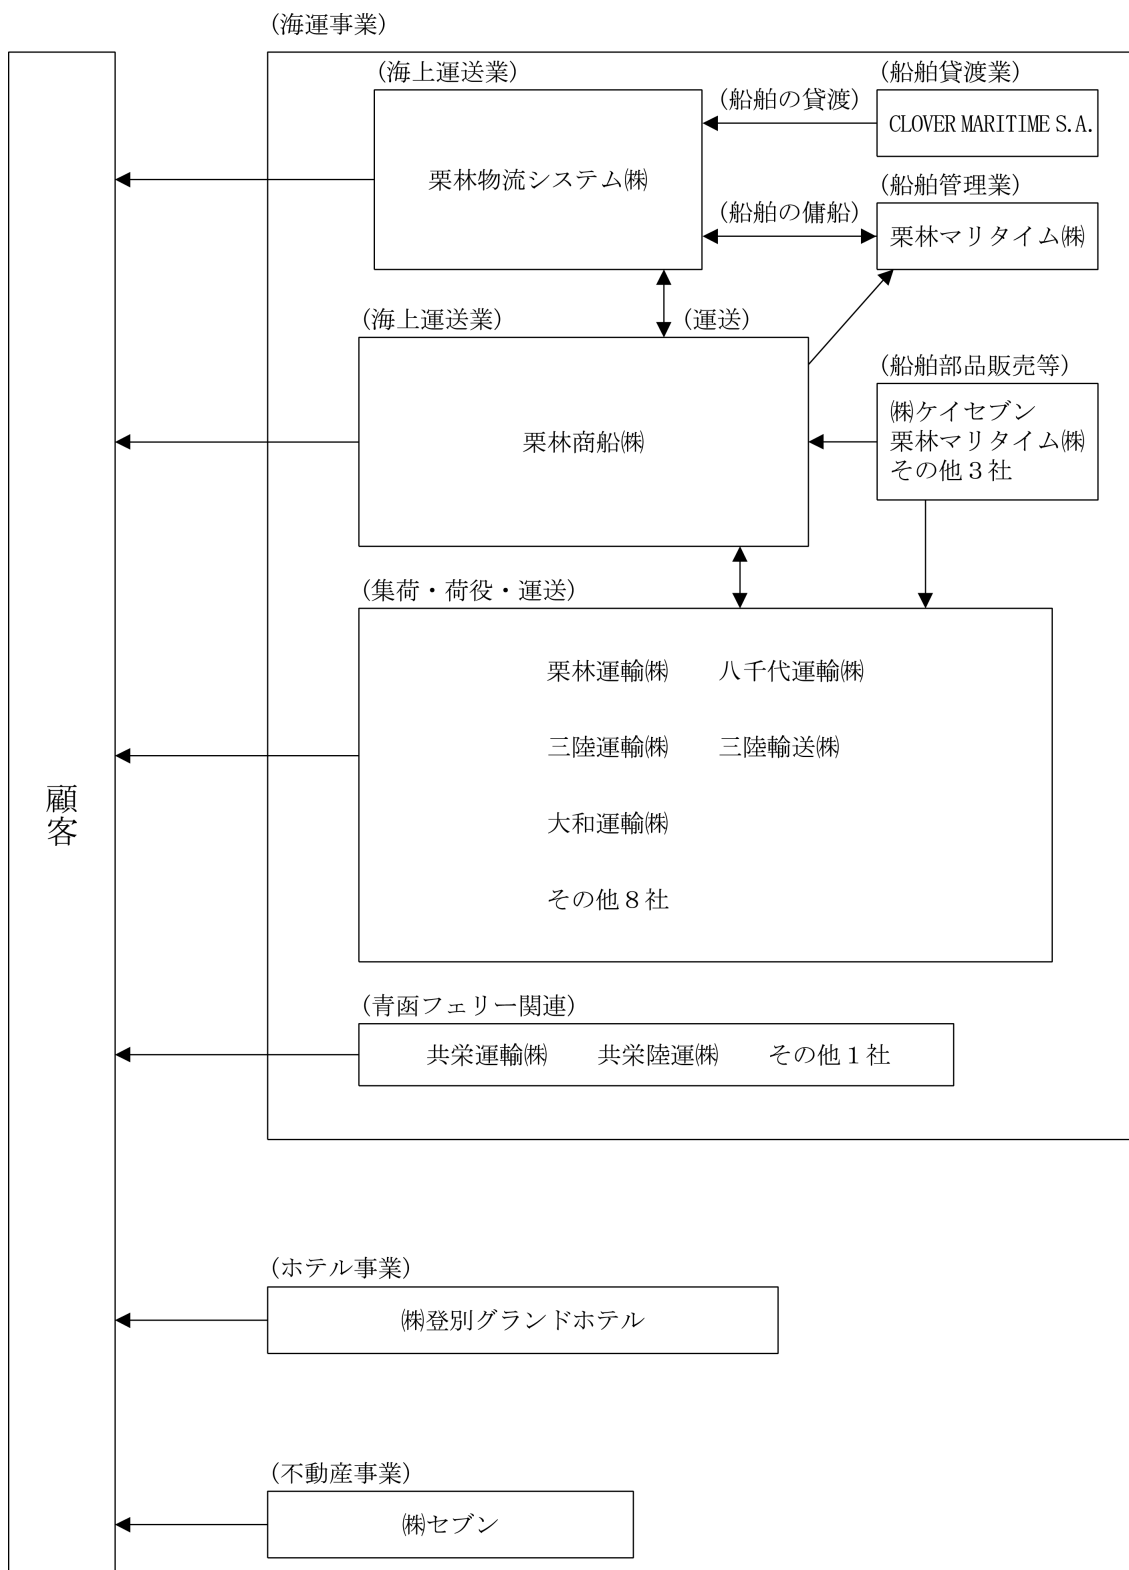 (海運事業)
(海上運送業)
(船舶貸渡業)
(船舶の貸渡)
CLOVER MARITIME S.A.
栗林物流システム㈱
(船舶管理業)
(船舶の傭船)
栗林マリタイム㈱
(海上運送業)
(運送)
(船舶部品販売等)
㈱ケイセブン
栗林マリタイム㈱
その他３社
栗林商船㈱
(集荷・荷役・運送)
栗林運輸㈱ 八千代運輸㈱
三陸運輸㈱ 三陸輸送㈱
大和運輸㈱
その他８社
顧客
(青函フェリー関連)
共栄運輸㈱ 共栄陸運㈱ その他１社
(ホテル事業)
㈱登別グランドホテル
(不動産事業)
㈱セブン